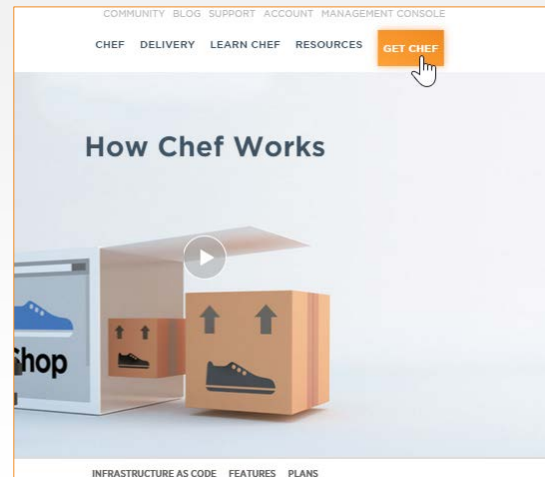 COMMUNITY BLOG SUPPORT ACCOUNT MANAGEMENT CONSOLE
CHEF DELIVERY LEARN CHEF RESOURCES GET CHEF
How Chef Works
Shop
INFRASTRUCTURE AS CODE FEATURES PLANS